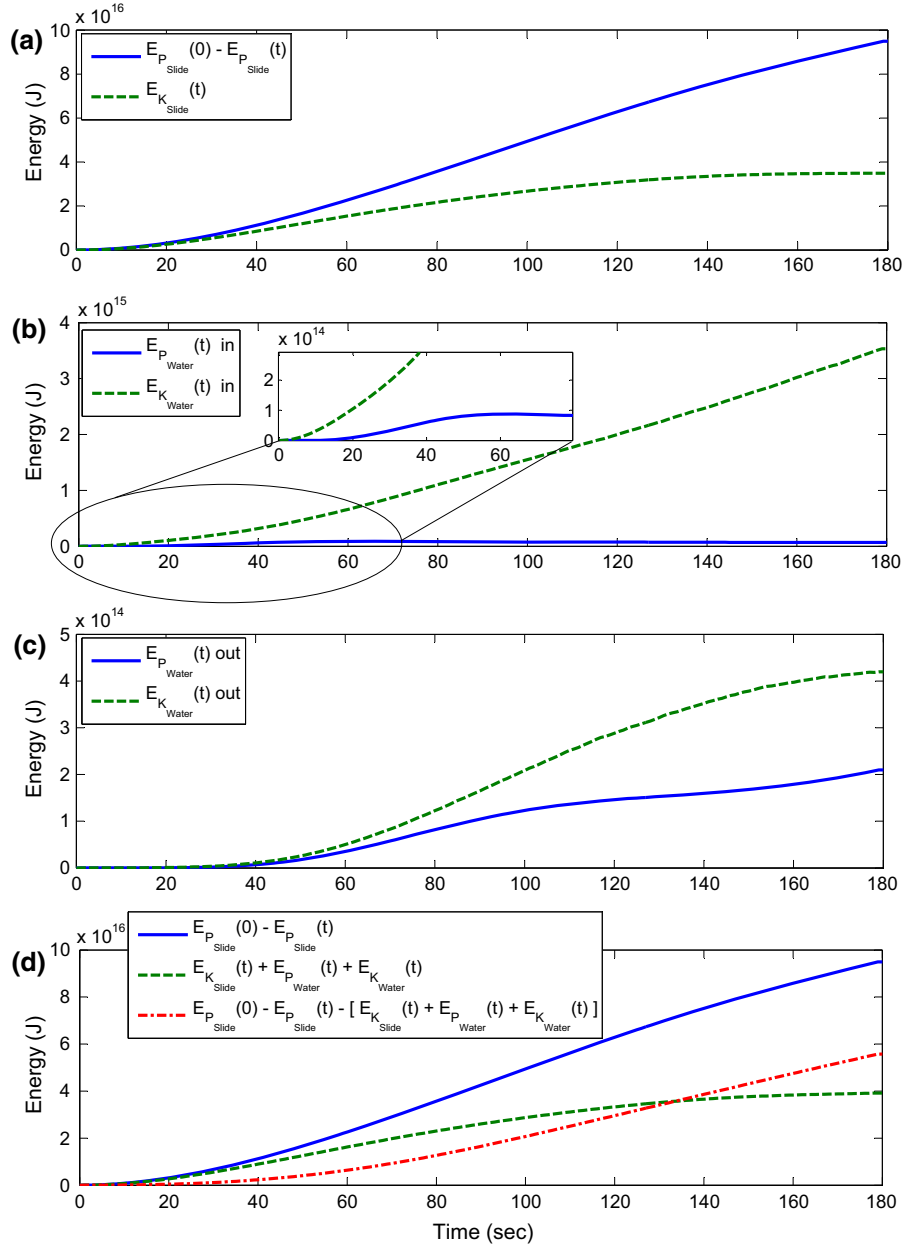 (a)
x 10^16
Energy (J)
10
8
6
4
2
0
E_P_Slide (0) - E_P_Slide (t)
E_K_Slide (t)
0 20 40 60 80 100 120 140 160 180
(b)
x 10^15
Energy (J)
4
3
2
1
0
E_P_Water (t) in
E_K_Water (t) in
x 10^14
2
1
0
0 20 40 60
0 20 40 60 80 100 120 140 160 180
(c)
x 10^14
Energy (J)
5
4
3
2
1
0
E_P_Water (t) out
E_K_Water (t) out
0 20 40 60 80 100 120 140 160 180
(d)
x 10^16
Energy (J)
10
8
6
4
2
0
E_P_Slide (0) - E_P_Slide (t)
E_K_Slide (t) + E_P_Water (t) + E_K_Water (t)
E_P_Slide (0) - E_P_Slide (t) - [ E_K_Slide (t) + E_P_Water (t) + E_K_Water (t) ]
0 20 40 60 80 100 120 140 160 180
Time (sec)